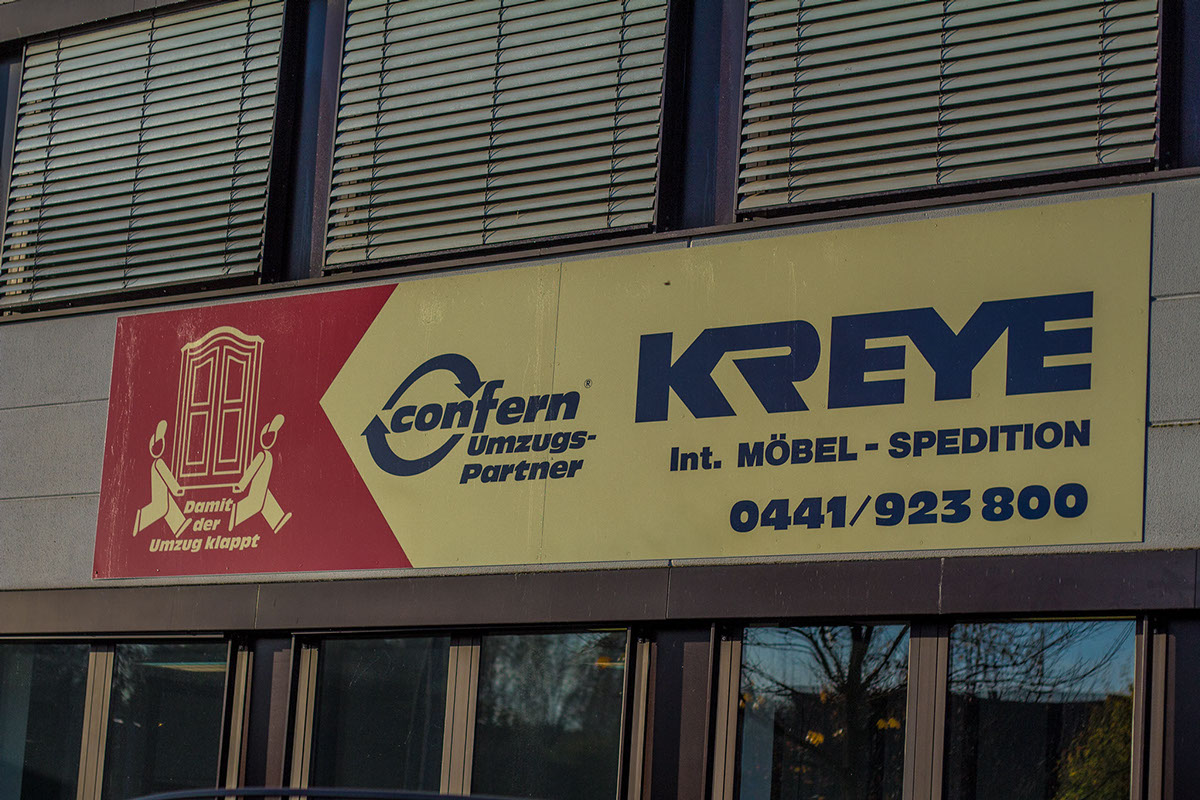 Damit
der
Umzug klappt
confern®
Umzugs-
Partner
KREYE
Int. MÖBEL - SPEDITION
0441/923 800